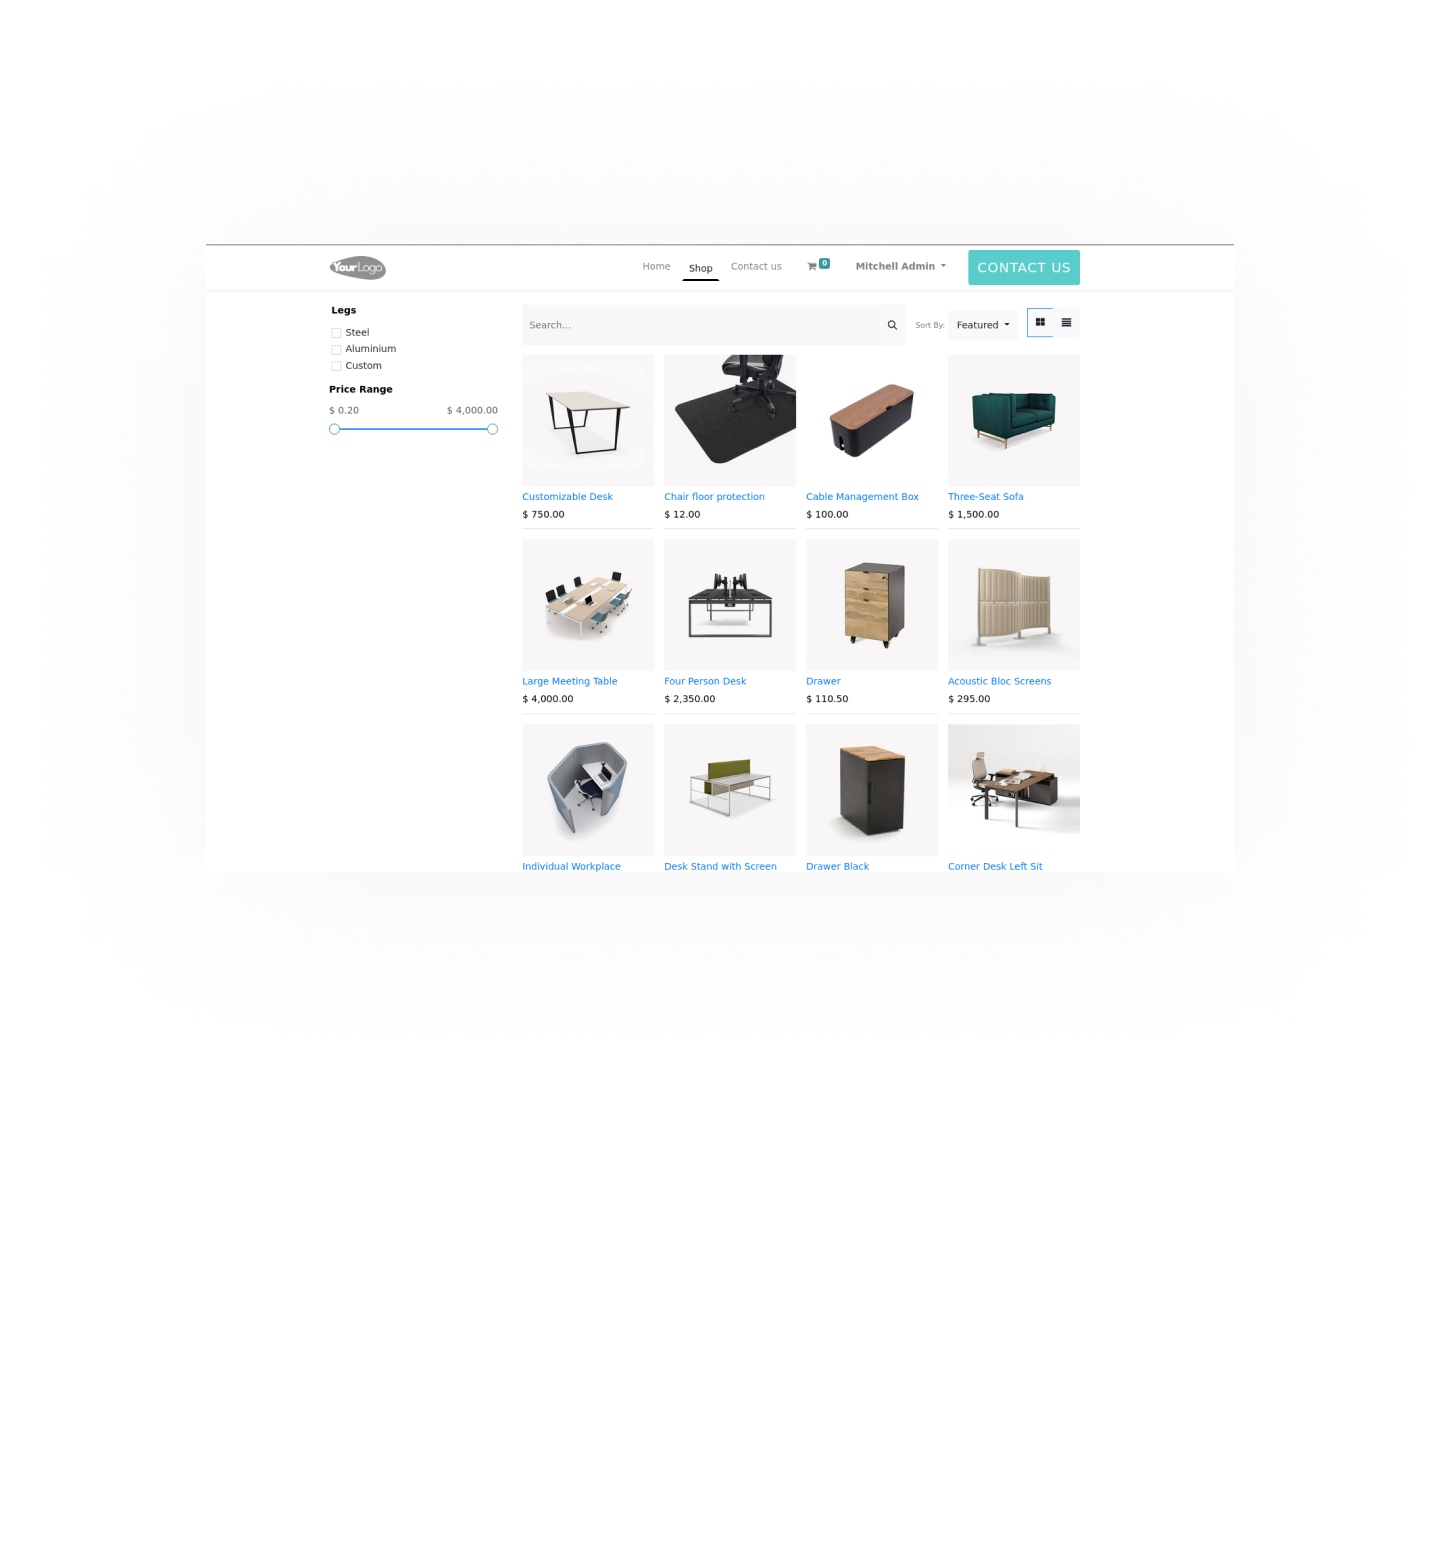 YourLogo
Home
Shop
Contact us
0
Mitchell Admin
CONTACT US
Legs
Steel
Aluminium
Custom
Price Range
$ 0.20
$ 4,000.00
Search...
Sort By:
Featured
Customizable Desk
$ 750.00
Chair floor protection
$ 12.00
Cable Management Box
$ 100.00
Three-Seat Sofa
$ 1,500.00
Large Meeting Table
$ 4,000.00
Four Person Desk
$ 2,350.00
Drawer
$ 110.50
Acoustic Bloc Screens
$ 295.00
Individual Workplace
Desk Stand with Screen
Drawer Black
Corner Desk Left Sit